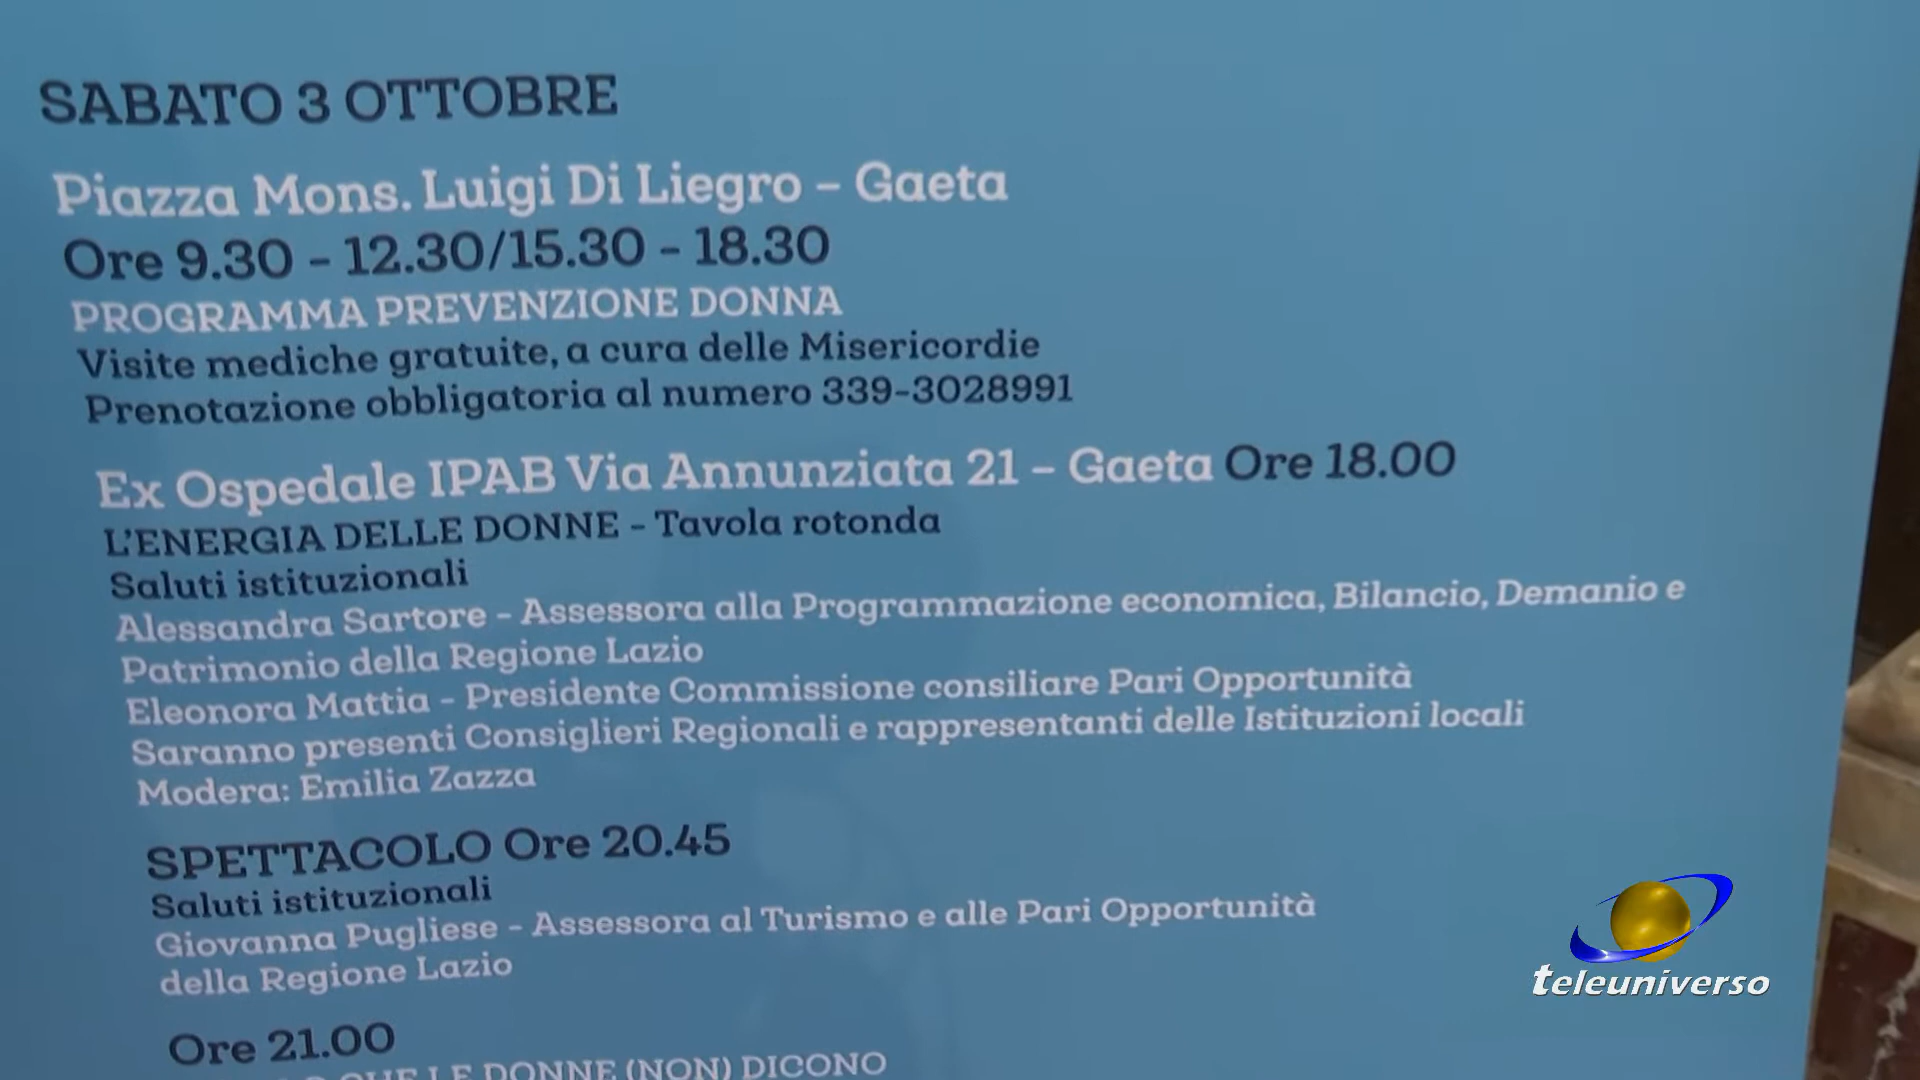 SABATO 3 OTTOBRE
Piazza Mons. Luigi Di Liegro – Gaeta
Ore 9.30 – 12.30/15.30 – 18.30
PROGRAMMA PREVENZIONE DONNA
Visite mediche gratuite, a cura delle Misericordie
Prenotazione obbligatoria al numero 339-3028991
Ex Ospedale IPAB Via Annunziata 21 – Gaeta Ore 18.00
L'ENERGIA DELLE DONNE – Tavola rotonda
Saluti istituzionali
Alessandra Sartore – Assessora alla Programmazione economica, Bilancio, Demanio e
Patrimonio della Regione Lazio
Eleonora Mattia – Presidente Commissione consiliare Pari Opportunità
Saranno presenti Consiglieri Regionali e rappresentanti delle Istituzioni locali
Modera: Emilia Zazza
SPETTACOLO Ore 20.45
Saluti istituzionali
Giovanna Pugliese – Assessora al Turismo e alle Pari Opportunità
della Regione Lazio
Ore 21.00
CHE LE DONNE (NON) DICONO
teleuniverso